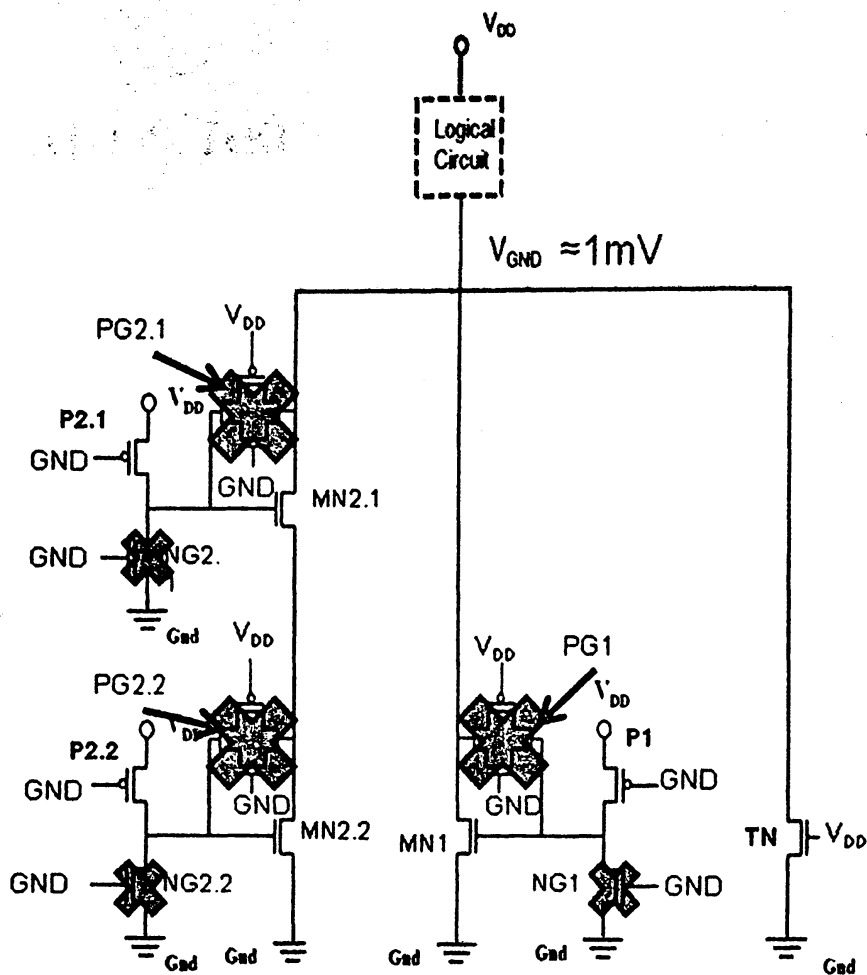 VDD
Logical
Circuit
VGND ≈1mV
VDD
PG2.1
VDD
P2.1
GND
GND
MN2.1
GND
NG2.
Gnd
VDD
PG1
VDD
PG2.2
VDD
P2.2
P1
GND
GND
GND
GND
MN2.2
MN1
TN
VDD
GND
NG2.2
NG1
GND
Gnd
Gnd
Gnd
Gnd
Gnd